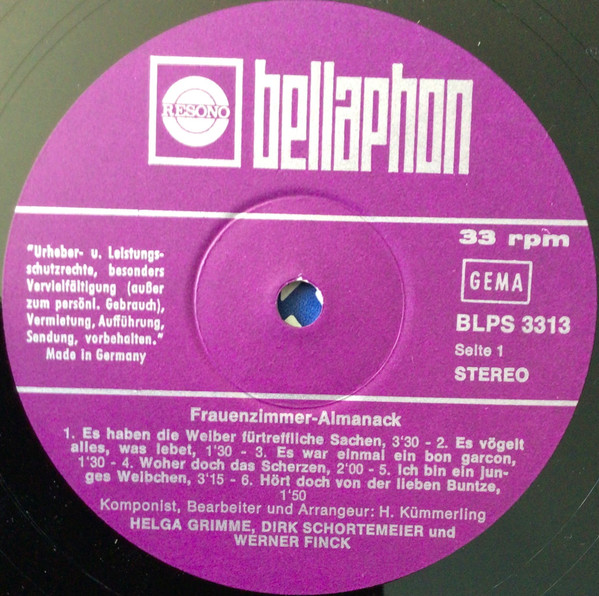 RESONO
bellaphon
33 rpm
"Urheber- u. Leistungs-
schutzrechte, besonders
Vervielfältigung (außer
zum persönl. Gebrauch),
Vermietung, Aufführung,
Sendung, vorbehalten."
Made in Germany
GEMA
BLPS 3313
Seite 1
STEREO
Frauenzimmer-Almanack
1. Es haben die Weiber fürtreffliche Sachen, 3'30 - 2. Es vögelt
alles, was lebet, 1'30 - 3. Es war einmal ein bon garcon,
1'30 - 4. Woher doch das Scherzen, 2'00 - 5. Ich bin ein jun-
ges Weibchen, 3'15 - 6. Hört doch von der lieben Buntze,
1'50
Komponist, Bearbeiter und Arrangeur: H. Kümmerling
HELGA GRIMME, DIRK SCHORTEMEIER und
WERNER FINCK